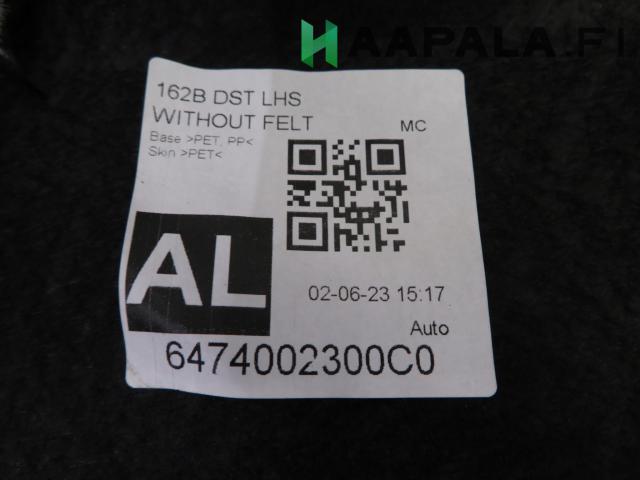 HAAPALA.FI
162B DST LHS
WITHOUT FELT
MC
Base >PET, PP<
Skin >PET<
AL
02-06-23 15:17
Auto
6474002300C0